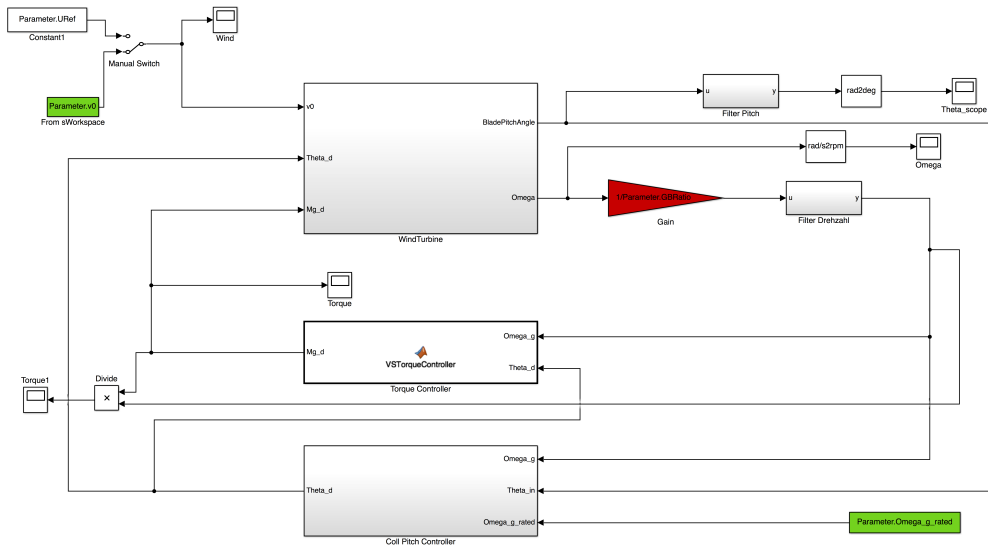 Parameter.URef
Constant1
Wind
Manual Switch
Parameter.v0
From sWorkspace
v0
Theta_d
Mg_d
BladePitchAngle
Omega
WindTurbine
u
y
Filter Pitch
rad2deg
Theta_scope
rad/s2rpm
Omega
1/Parameter.GBRatio
Gain
u
y
Filter Drehzahl
Torque
Mg_d
VSTorqueController
Omega_g
Theta_d
Torque Controller
Torque1
Divide
×
Theta_d
Omega_g
Theta_in
Omega_g_rated
Coll Pitch Controller
Parameter.Omega_g_rated